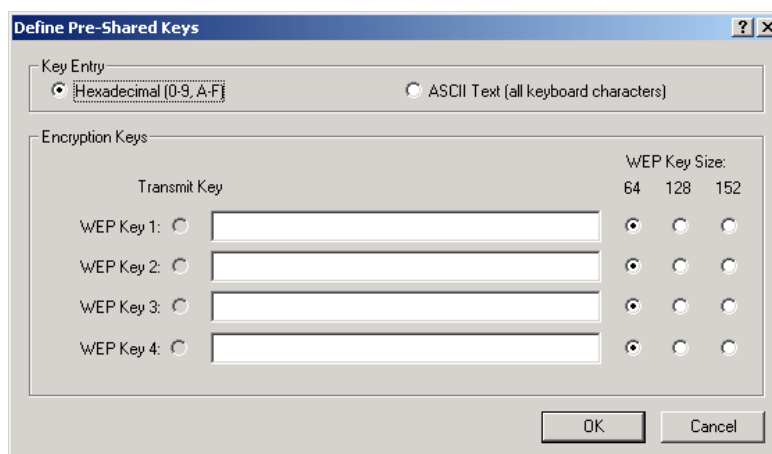 Define Pre-Shared Keys
Key Entry
Hexadecimal (0-9, A-F) ASCII Text (all keyboard characters)
Encryption Keys
WEP Key Size:
Transmit Key 64 128 152
WEP Key 1:
WEP Key 2:
WEP Key 3:
WEP Key 4:
OK Cancel